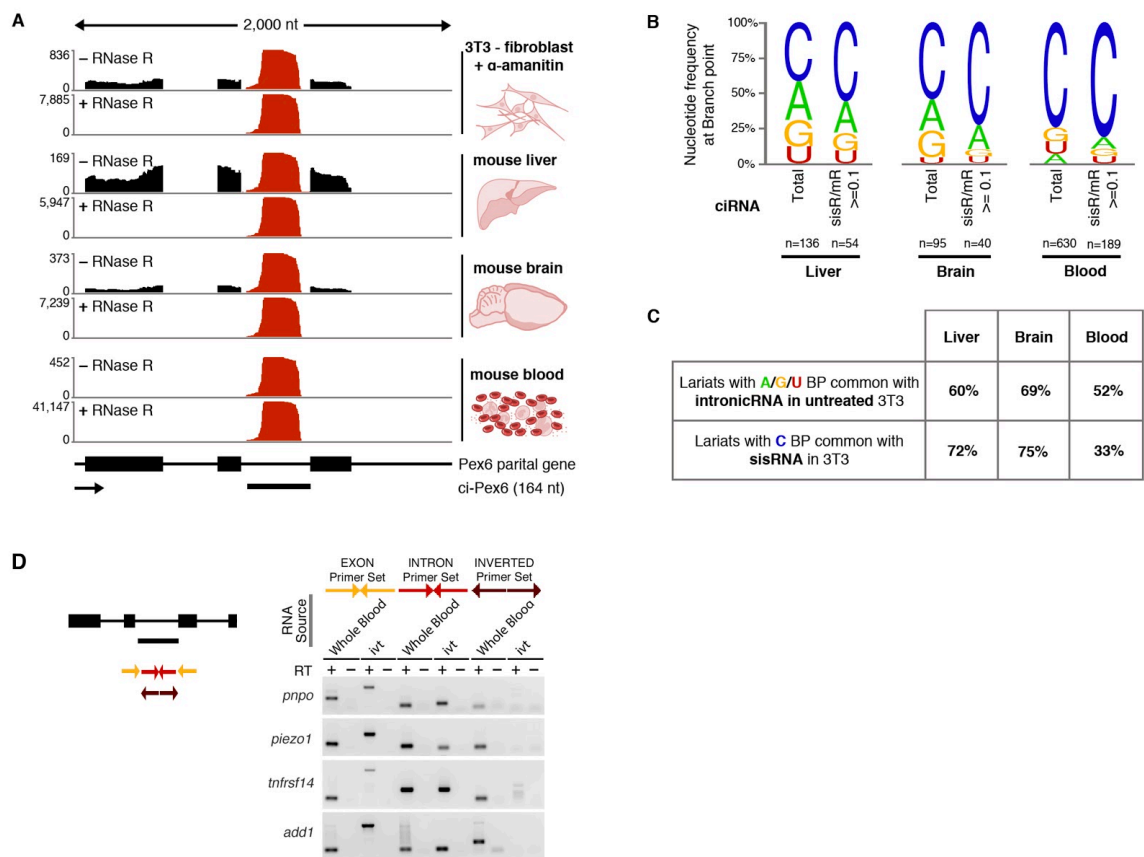 A
2,000 nt
836
– RNase R
0
7,885
+ RNase R
0
3T3 - fibroblast
+ α-amanitin
169
– RNase R
0
5,947
+ RNase R
0
mouse liver
373
– RNase R
0
7,239
+ RNase R
0
mouse brain
452
– RNase R
0
41,147
+ RNase R
0
mouse blood
Pex6 parital gene
ci-Pex6 (164 nt)
B
Nucleotide frequency
at Branch point
100%
75%
50%
25%
0%
C A G U
C A G U
C A G U
C A G U
C G U A
C A G U
ciRNA
Total
sisR/mR
>=0.1
Total
sisR/mR
>= 0.1
Total
sisR/mR
>=0.1
n=136 n=54 n=95 n=40 n=630 n=189
Liver Brain Blood
C
Liver Brain Blood
Lariats with A/G/U BP common with
intronicRNA in untreated 3T3
60% 69% 52%
Lariats with C BP common with
sisRNA in 3T3
72% 75% 33%
D
EXON INTRON INVERTED
Primer Set Primer Set Primer Set
RNA
Source
Whole Blood ivt Whole Blood ivt Whole Blood ivt
RT + – + – + – + – + – + –
pnpo
piezo1
tnfrsf14
add1